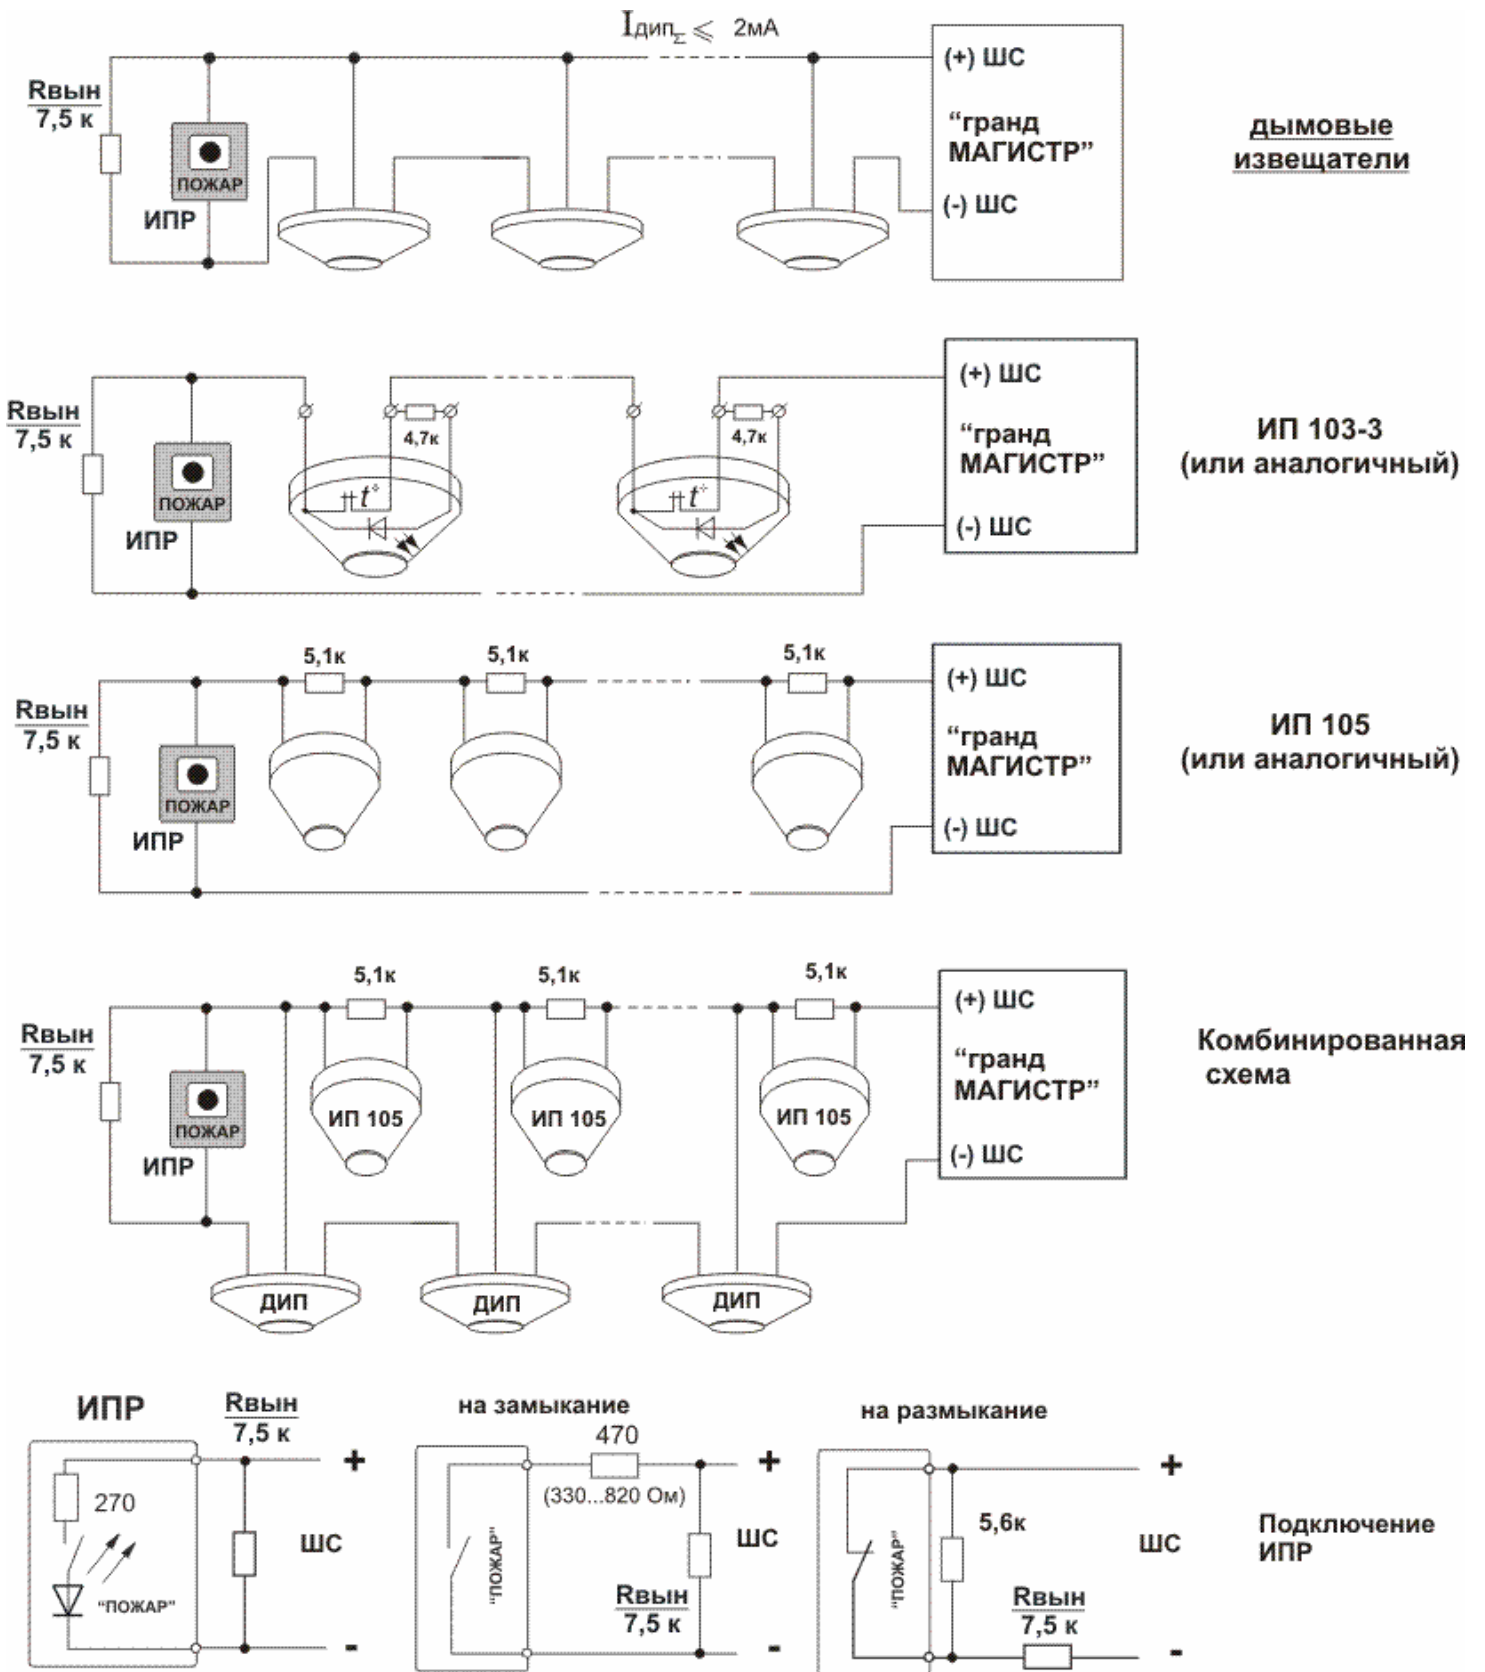 Iдип_Σ ⩽ 2мА
Rвын
7,5 к
ПОЖАР
ИПР
(+) ШС
“гранд
МАГИСТР”
(-) ШС
дымовые
извещатели
Rвын
7,5 к
ПОЖАР
ИПР
4,7к
t°
4,7к
t°
(+) ШС
“гранд
МАГИСТР”
(-) ШС
ИП 103-3
(или аналогичный)
Rвын
7,5 к
ПОЖАР
ИПР
5,1к
5,1к
5,1к
(+) ШС
“гранд
МАГИСТР”
(-) ШС
ИП 105
(или аналогичный)
Rвын
7,5 к
ПОЖАР
ИПР
5,1к
5,1к
5,1к
ИП 105
ИП 105
ИП 105
ДИП
ДИП
ДИП
(+) ШС
“гранд
МАГИСТР”
(-) ШС
Комбинированная
схема
ИПР
Rвын
7,5 к
270
“ПОЖАР”
+
ШС
-
на замыкание
470
(330...820 Ом)
“ПОЖАР”
Rвын
7,5 к
+
ШС
-
на размыкание
“ПОЖАР”
5,6к
Rвын
7,5 к
+
ШС
-
Подключение
ИПР